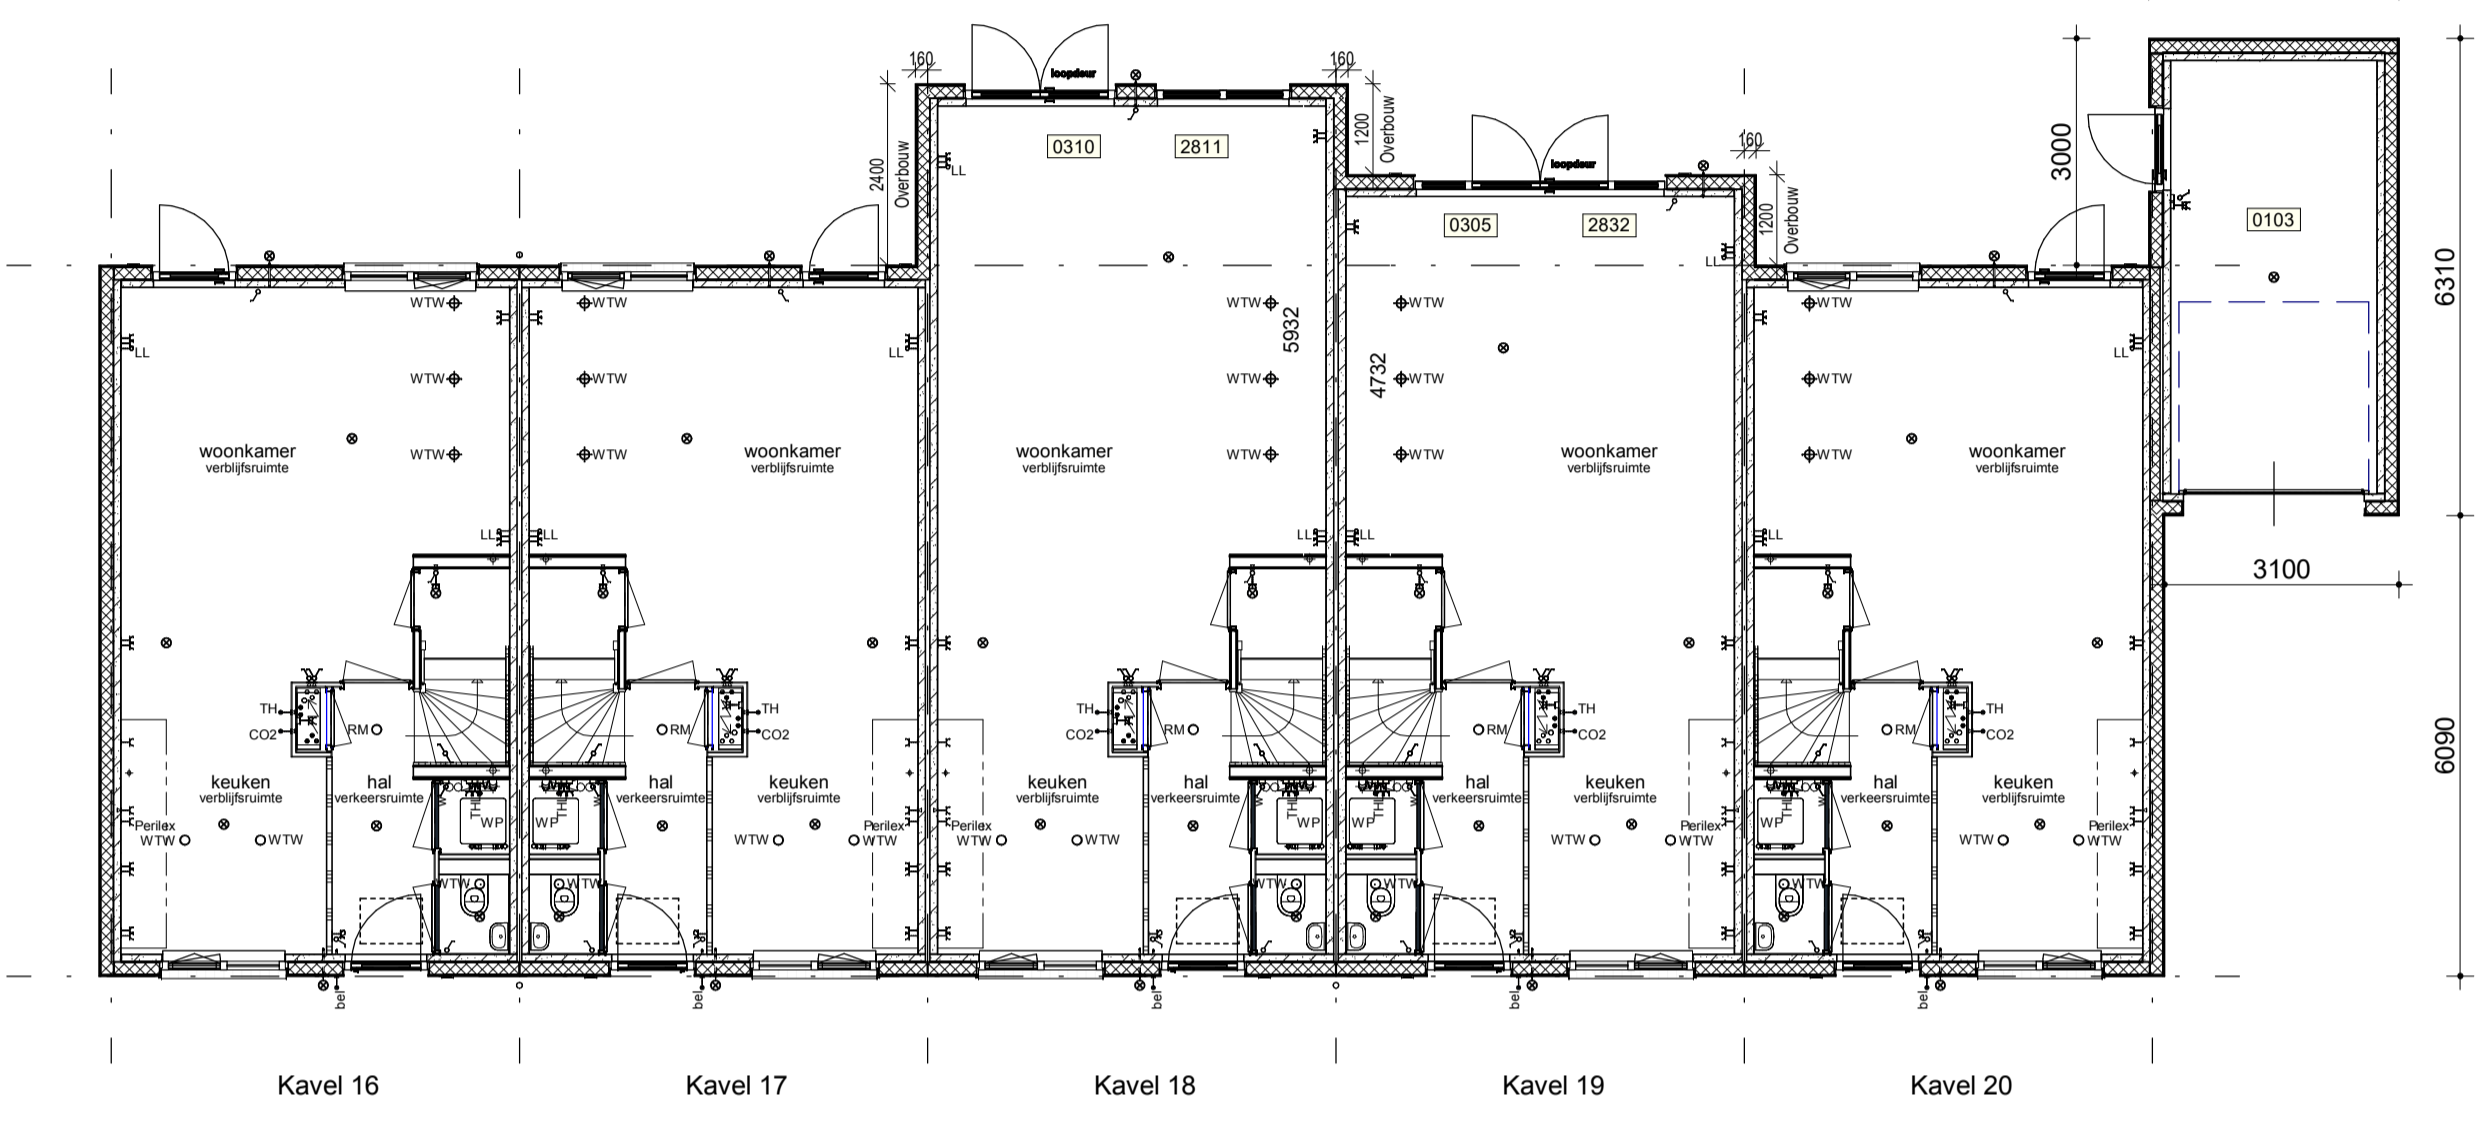 160
loopdeur
160
2400
Overbouw
1200
Overbouw
loopdeur
160
1200
Overbouw
3000
6310
0310
2811
LL
0305
2832
LL
0103
WTW
WTW
WTW
WTW
WTW
5932
4732
LL
LL
LL
WTW
WTW
WTW
WTW
WTW
woonkamer
verblijfsruimte
WTW
WTW
woonkamer
verblijfsruimte
woonkamer
verblijfsruimte
WTW
WTW
woonkamer
verblijfsruimte
WTW
woonkamer
verblijfsruimte
LL
LL
LL
LL
LL
3100
TH
CO2
RM
RM
TH
CO2
TH
CO2
RM
RM
TH
CO2
RM
TH
CO2
6090
keuken
verblijfsruimte
hal
verkeersruimte
hal
verkeersruimte
keuken
verblijfsruimte
keuken
verblijfsruimte
hal
verkeersruimte
hal
verkeersruimte
keuken
verblijfsruimte
hal
verkeersruimte
keuken
verblijfsruimte
Perilex
WTW
WTW
WP
WP
WTW
Perilex
WTW
Perilex
WTW
WTW
WP
WP
WTW
Perilex
WTW
WP
WTW
Perilex
WTW
WTW
WTW
WTW
WTW
WTW
bel
bel
bel
bel
bel
Kavel 16
Kavel 17
Kavel 18
Kavel 19
Kavel 20